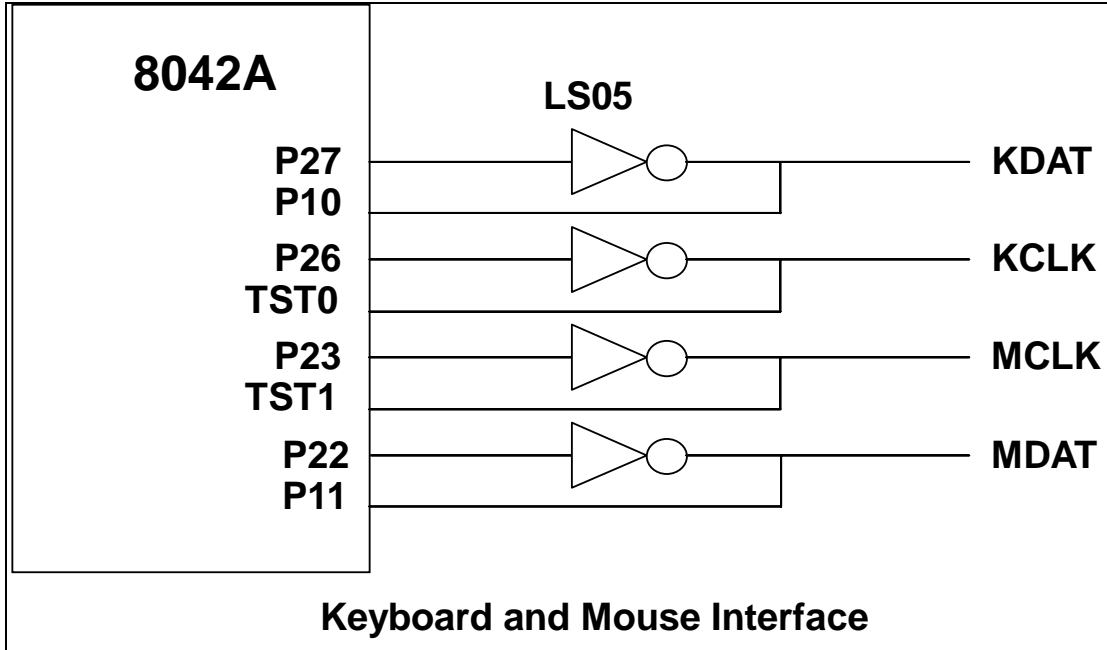 8042A
LS05
P27
KDAT
P10
P26
KCLK
TST0
P23
MCLK
TST1
P22
MDAT
P11
Keyboard and Mouse Interface